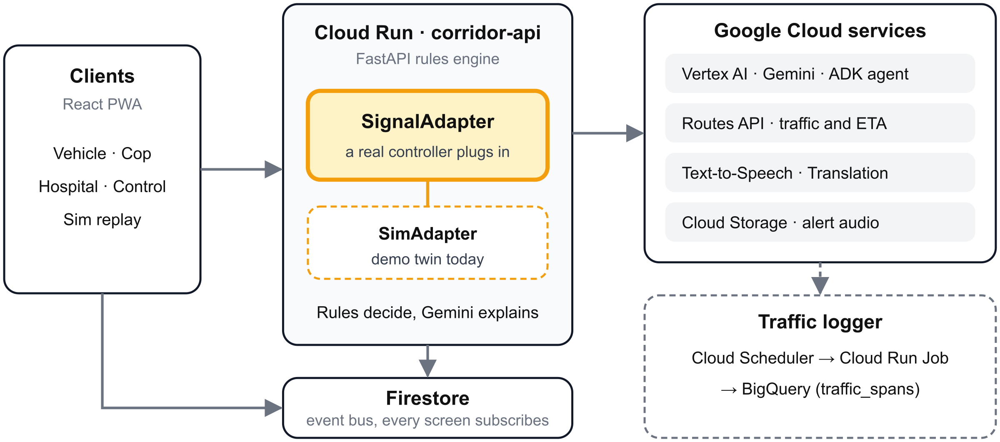 Clients
React PWA
Vehicle · Cop
Hospital · Control
Sim replay
Cloud Run · corridor-api
FastAPI rules engine
SignalAdapter
a real controller plugs in
SimAdapter
demo twin today
Rules decide, Gemini explains
Firestore
event bus, every screen subscribes
Google Cloud services
Vertex AI · Gemini · ADK agent
Routes API · traffic and ETA
Text-to-Speech · Translation
Cloud Storage · alert audio
Traffic logger
Cloud Scheduler → Cloud Run Job
→ BigQuery (traffic_spans)